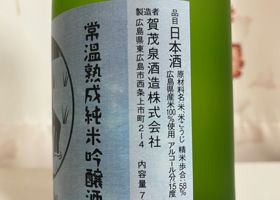 品目 日本酒
原材料名 米、米こうじ 精米歩合 58%
広島県産米100%使用 アルコール分 15度
製造者 賀茂泉酒造株式会社
広島県東広島市西条上市町2-4
内容量 7
常温熟成純米吟醸酒